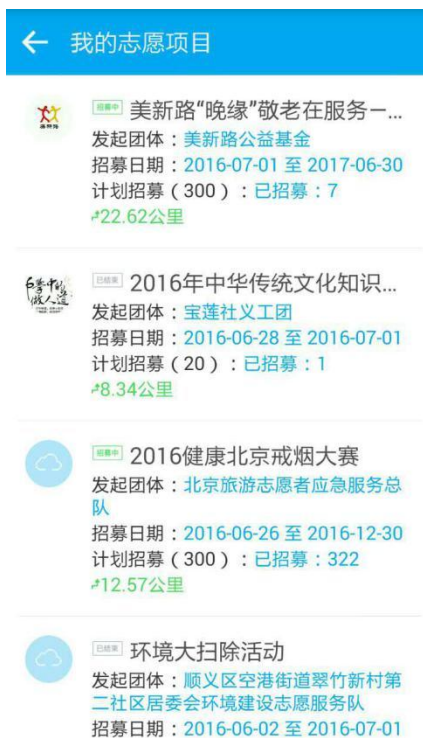 我的志愿项目
招募中 美新路“晚缘”敬老在服务一...
发起团体：美新路公益基金
招募日期：2016-07-01 至 2017-06-30
计划招募（300）：已招募：7
22.62公里
已结束 2016年中华传统文化知识...
发起团体：宝莲社义工团
招募日期：2016-06-28 至 2016-07-01
计划招募（20）：已招募：1
8.34公里
招募中 2016健康北京戒烟大赛
发起团体：北京旅游志愿者应急服务总
队
招募日期：2016-06-26 至 2016-12-30
计划招募（300）：已招募：322
12.57公里
已结束 环境大扫除活动
发起团体：顺义区空港街道翠竹新村第
二社区居委会环境建设志愿服务队
招募日期：2016-06-02 至 2016-07-01